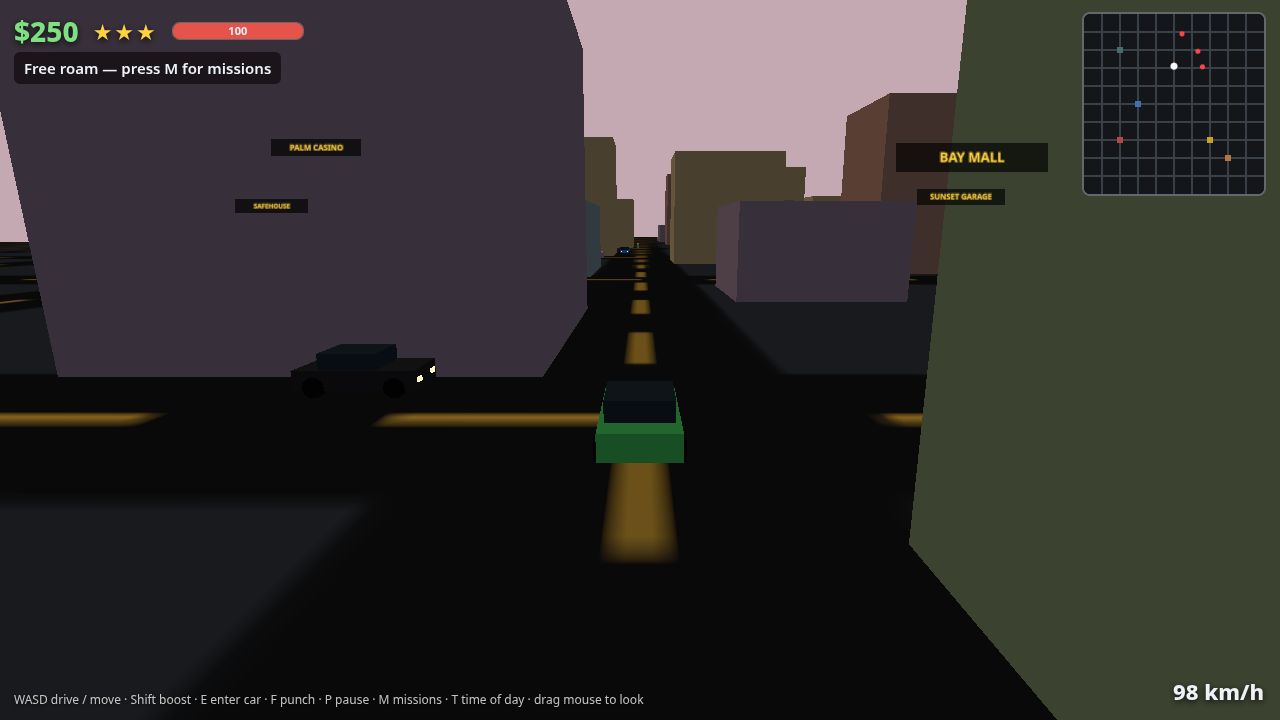 $250 ★★★ 100
Free roam — press M for missions
PALM CASINO
BAY MALL
SUNSET GARAGE
SAFEHOUSE
WASD drive / move · Shift boost · E enter car · F punch · P pause · M missions · T time of day · drag mouse to look
98 km/h